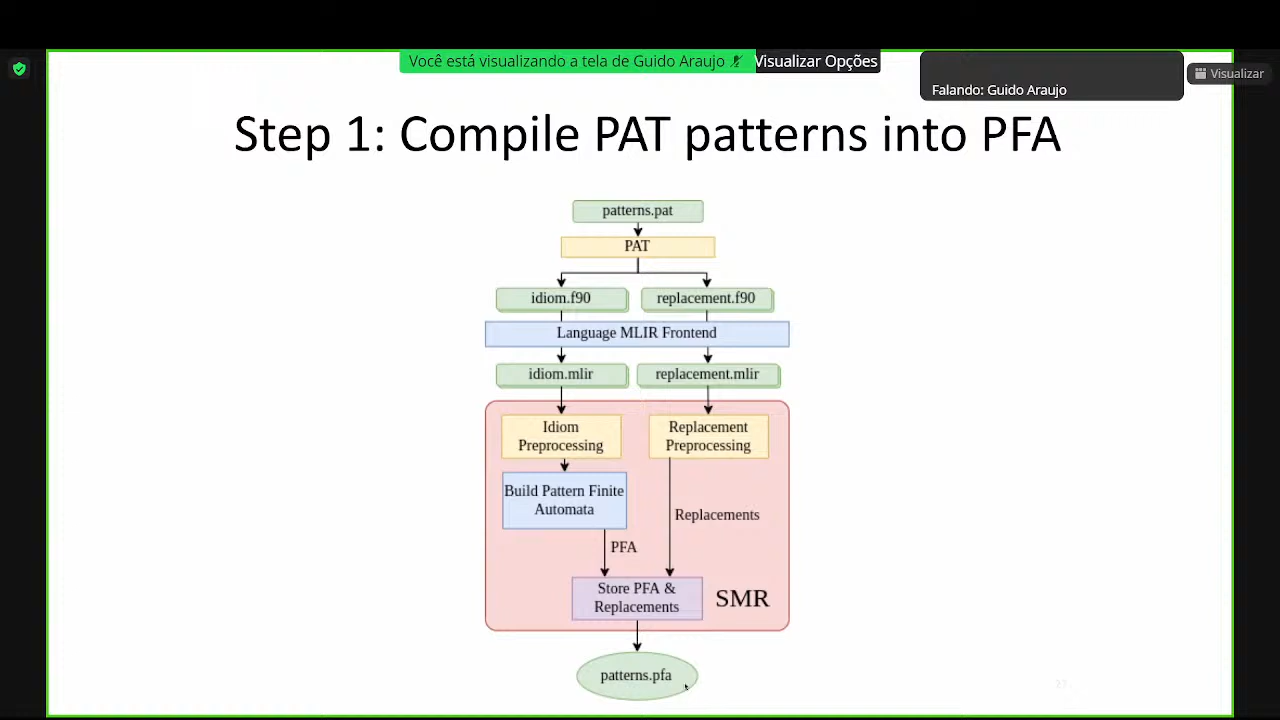 Você está visualizando a tela de Guido Araujo
Visualizar Opções
Falando: Guido Araujo
Visualizar
Step 1: Compile PAT patterns into PFA
patterns.pat
PAT
idiom.f90
replacement.f90
Language MLIR Frontend
idiom.mlir
replacement.mlir
Idiom
Preprocessing
Replacement
Preprocessing
Build Pattern Finite
Automata
Replacements
PFA
Store PFA &
Replacements
SMR
patterns.pfa